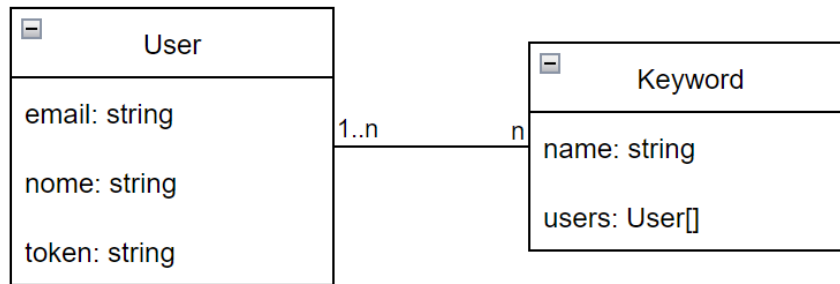 User
email: string
nome: string
token: string
1..n
n
Keyword
name: string
users: User[]